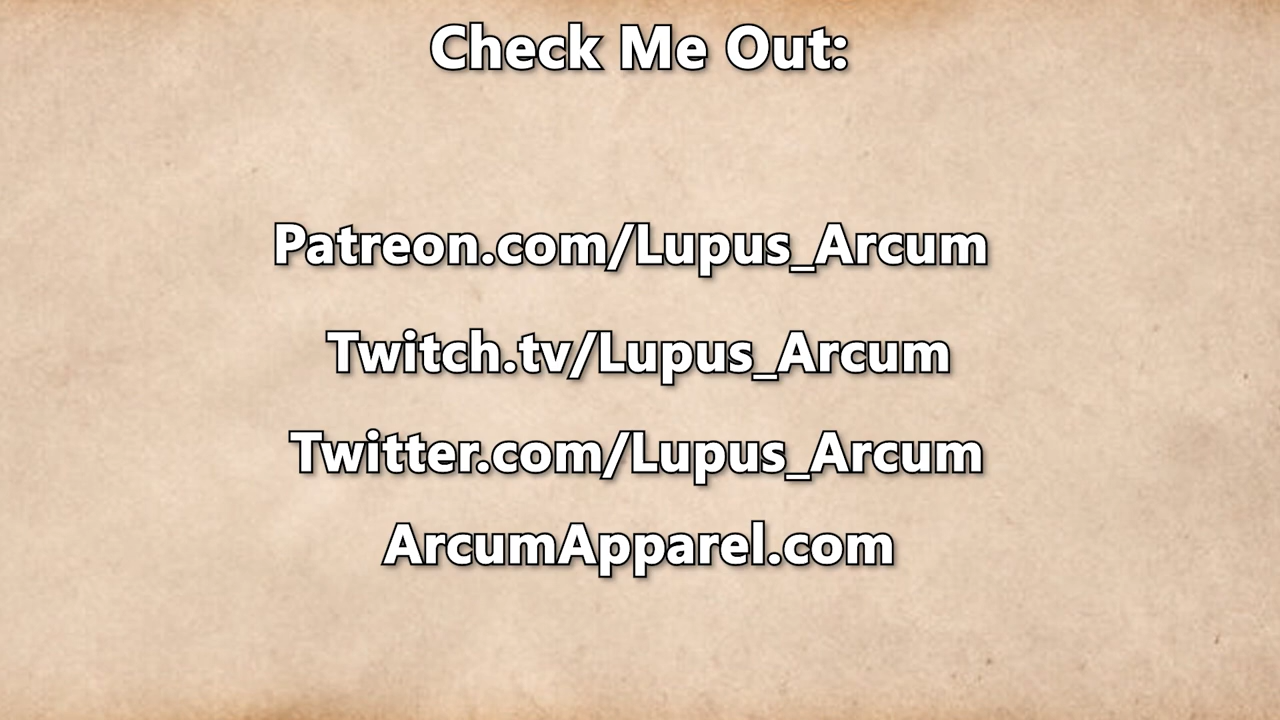 Check Me Out:
Patreon.com/Lupus_Arcum
Twitch.tv/Lupus_Arcum
Twitter.com/Lupus_Arcum
ArcumApparel.com